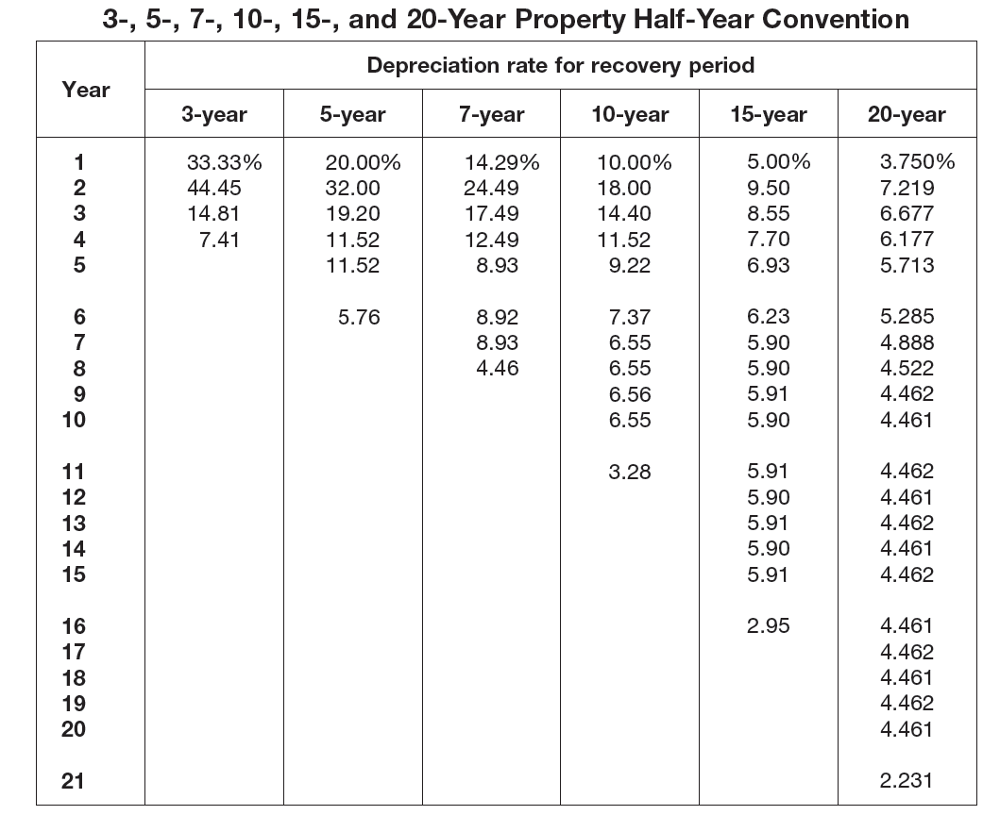 3-, 5-, 7-, 10-, 15-, and 20-Year Property Half-Year Convention
Year Depreciation rate for recovery period
3-year 5-year 7-year 10-year 15-year 20-year
1 33.33% 20.00% 14.29% 10.00% 5.00% 3.750%
2 44.45 32.00 24.49 18.00 9.50 7.219
3 14.81 19.20 17.49 14.40 8.55 6.677
4 7.41 11.52 12.49 11.52 7.70 6.177
5 11.52 8.93 9.22 6.93 5.713
6 5.76 8.92 7.37 6.23 5.285
7 8.93 6.55 5.90 4.888
8 4.46 6.55 5.90 4.522
9 6.56 5.91 4.462
10 6.55 5.90 4.461
11 3.28 5.91 4.462
12 5.90 4.461
13 5.91 4.462
14 5.90 4.461
15 5.91 4.462
16 2.95 4.461
17 4.462
18 4.461
19 4.462
20 4.461
21 2.231